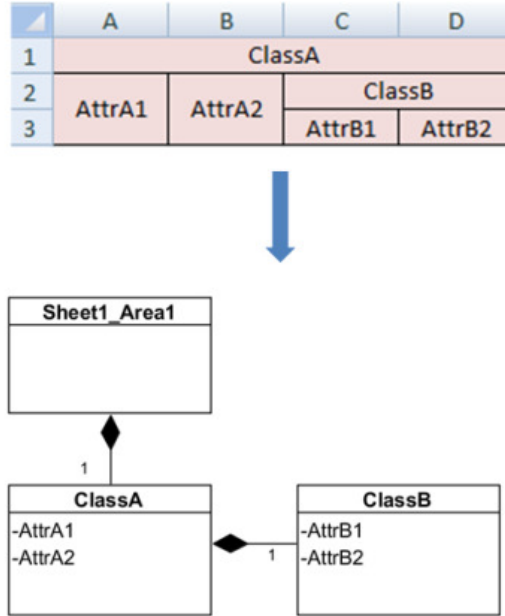 A B C D
1 ClassA
2 AttrA1 AttrA2 ClassB
3 AttrB1 AttrB2
Sheet1_Area1
1
ClassA
-AttrA1
-AttrA2
1
ClassB
-AttrB1
-AttrB2